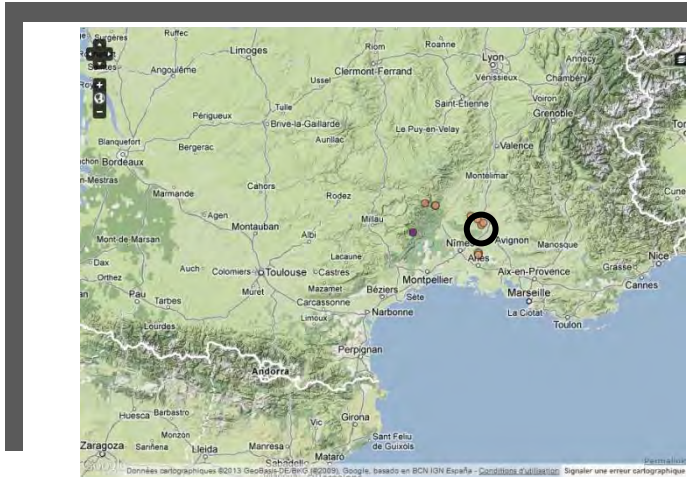 Surgères
Ruffec
Limoges
Riom
Roanne
Lyon
Annecy
Angoulême
Clermont-Ferrand
Vénissieux
Chambéry
Ussel
Saint-Étienne
Voiron
Grenoble
Périgueux
Tulle
Brive-la-Gaillarde
Le Puy-en-Velay
Blanquefort
Bergerac
Aurillac
Valence
Bordeaux
Montélimar
Marmande
Cahors
Rodez
Agen
Montauban
Millau
Albi
Mont-de-Marsan
Avignon
Manosque
Lacaune
Arles
Nice
Dax
Auch
Colomiers
Toulouse
Castres
Montpellier
Aix-en-Provence
Grasse
Cannes
Orthez
Pau
Tarbes
Muret
Mazamet
Béziers
Sète
Marseille
Carcassonne
La Ciotat
Toulon
Limoux
Narbonne
Lourdes
Perpignan
Andorra
Huesca
Barbastro
Vic
Girona
Monzón
Sant Feliu
de Guíxols
Zaragoza
Sariñena
Lleida
Manresa
Sabadell
Mataró
Permalink
Données cartographiques ©2013 GeoBasis-DE/BKG (©2009), Google, basado en BCN IGN España - Conditions d'utilisation Signaler une erreur cartographique